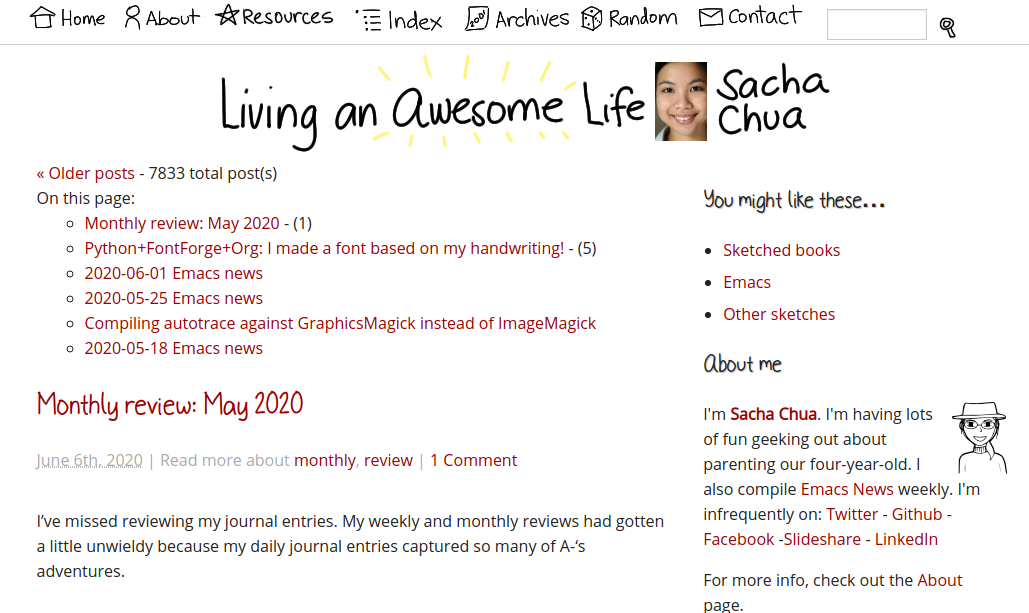 Home About Resources Index Archives Random Contact
Living an Awesome Life Sacha
Chua
« Older posts - 7833 total post(s)
On this page:
Monthly review: May 2020 - (1)
Python+FontForge+Org: I made a font based on my handwriting! - (5)
2020-06-01 Emacs news
2020-05-25 Emacs news
Compiling autotrace against GraphicsMagick instead of ImageMagick
2020-05-18 Emacs news
Monthly review: May 2020
June 6th, 2020 | Read more about monthly, review | 1 Comment
I’ve missed reviewing my journal entries. My weekly and monthly reviews had gotten
a little unwieldy because my daily journal entries captured so many of A-‘s
adventures.
You might like these...
Sketched books
Emacs
Other sketches
About me
I'm Sacha Chua. I'm having lots
of fun geeking out about
parenting our four-year-old. I
also compile Emacs News weekly. I'm
infrequently on: Twitter - Github -
Facebook -Slideshare - LinkedIn
For more info, check out the About
page.